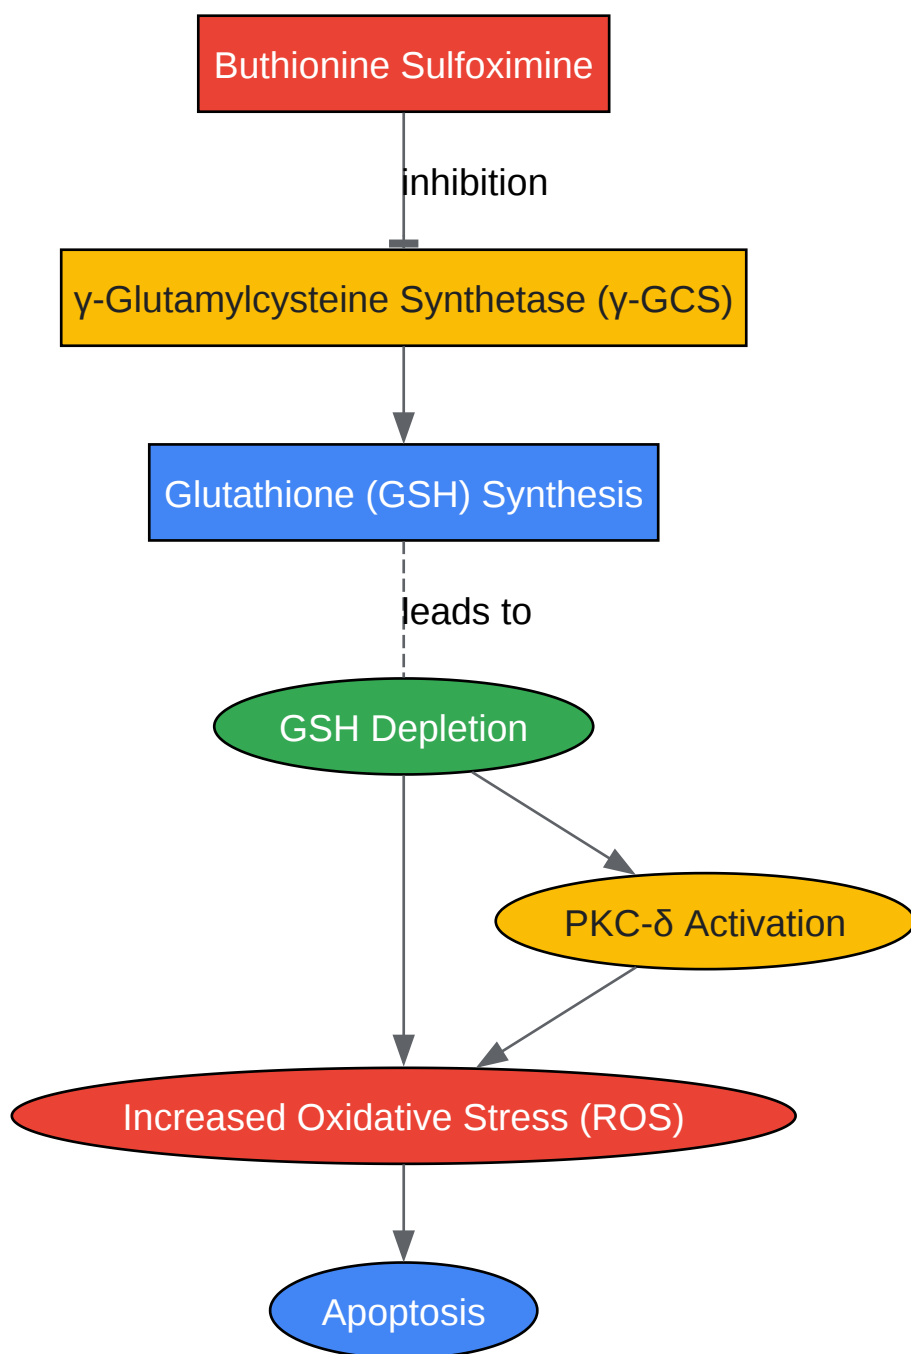 Buthionine Sulfoximine
inhibition
γ-Glutamylcysteine Synthetase (γ-GCS)
Glutathione (GSH) Synthesis
leads to
GSH Depletion
PKC-δ Activation
Increased Oxidative Stress (ROS)
Apoptosis